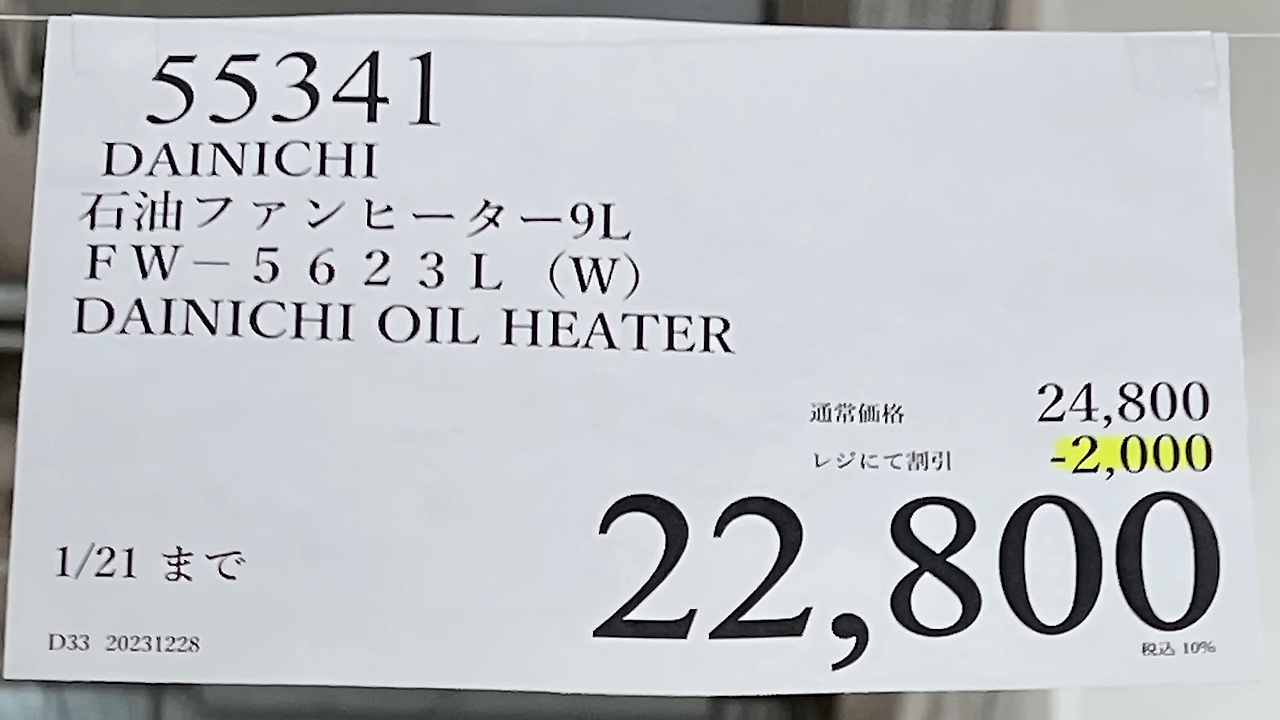 55341
DAINICHI
石油ファンヒーター9L
ＦＷ－５６２３Ｌ（W）
DAINICHI OIL HEATER
通常価格 24,800
レジにて割引 -2,000
22,800
税込 10%
1/21 まで
D33 20231228